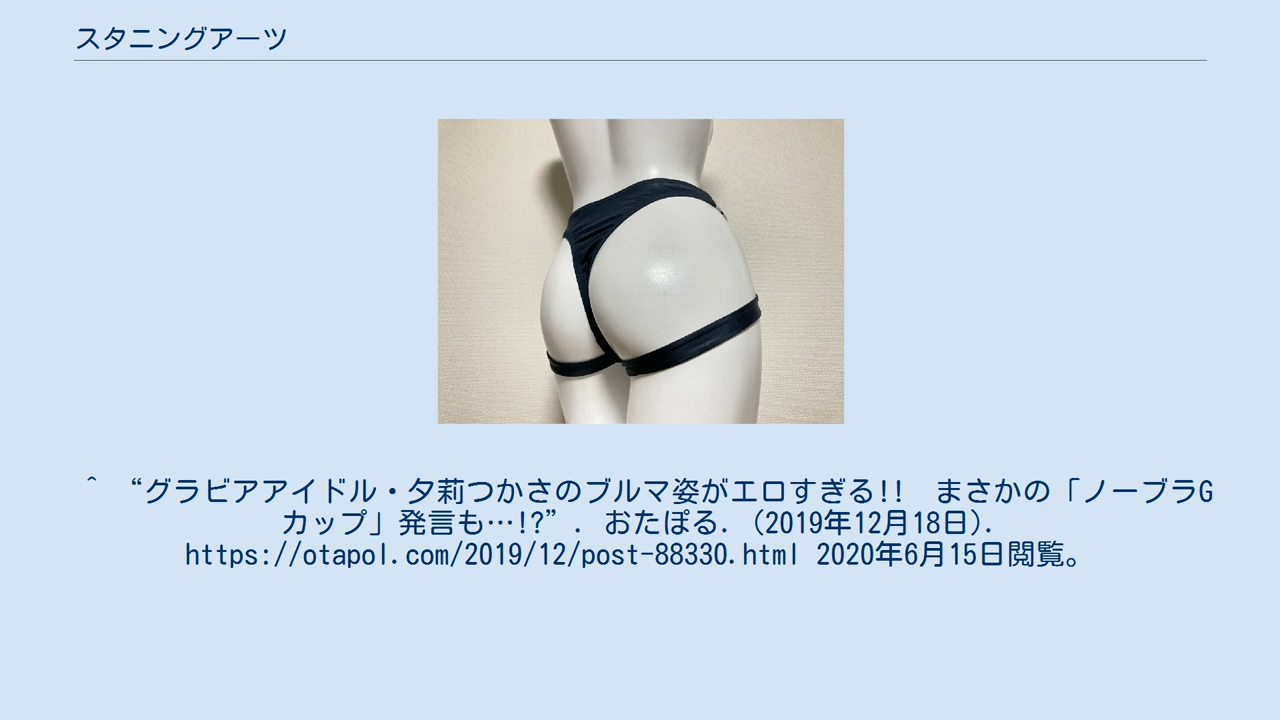 スタニングアーツ
^ “グラビアアイドル・夕莉つかさのブルマ姿がエロすぎる!! まさかの「ノーブラG
カップ」発言も…!?”. おたぽる. (2019年12月18日).
https://otapol.com/2019/12/post-88330.html 2020年6月15日閲覧。